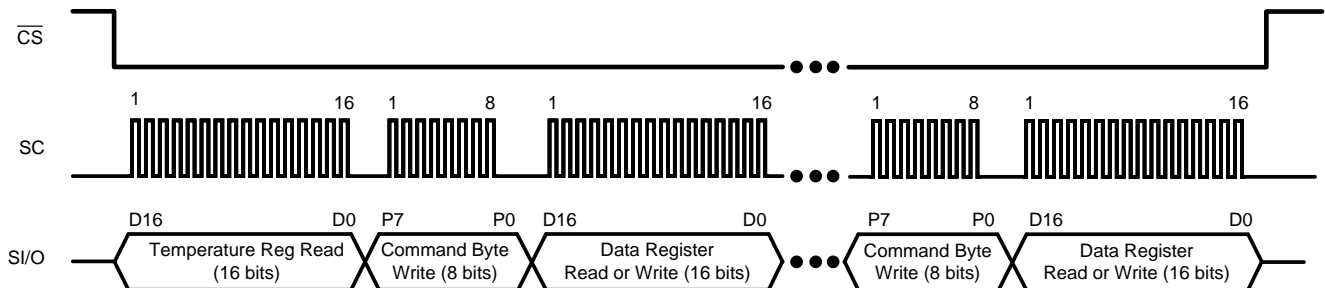 CS
1 16 1 8 1 16 1 8 1 16
SC
D16 D0 P7 P0 D16 D0 P7 P0 D16 D0
SI/O
Temperature Reg Read
(16 bits)
Command Byte
Write (8 bits)
Data Register
Read or Write (16 bits)
Command Byte
Write (8 bits)
Data Register
Read or Write (16 bits)